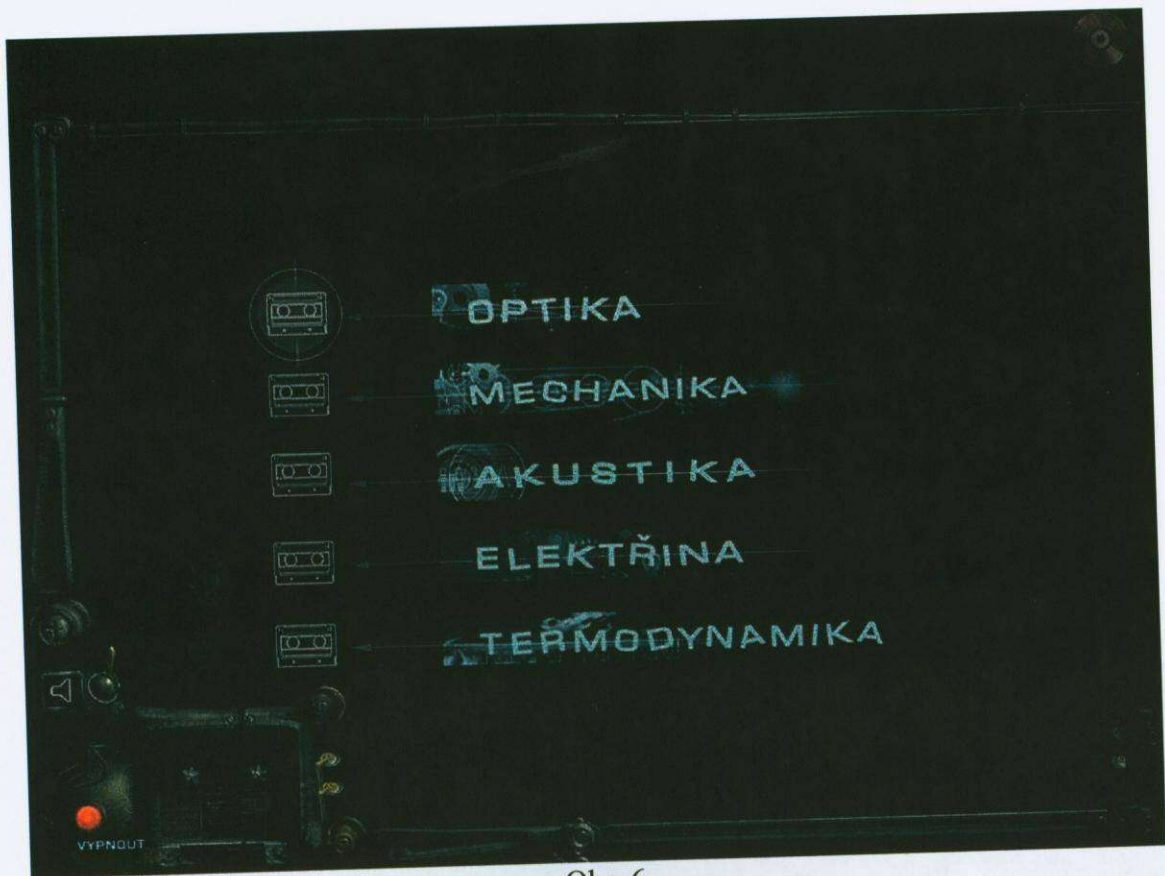 OPTIKA
MECHANIKA
AKUSTIKA
ELEKTŘINA
TERMODYNAMIKA
VYPNOUT